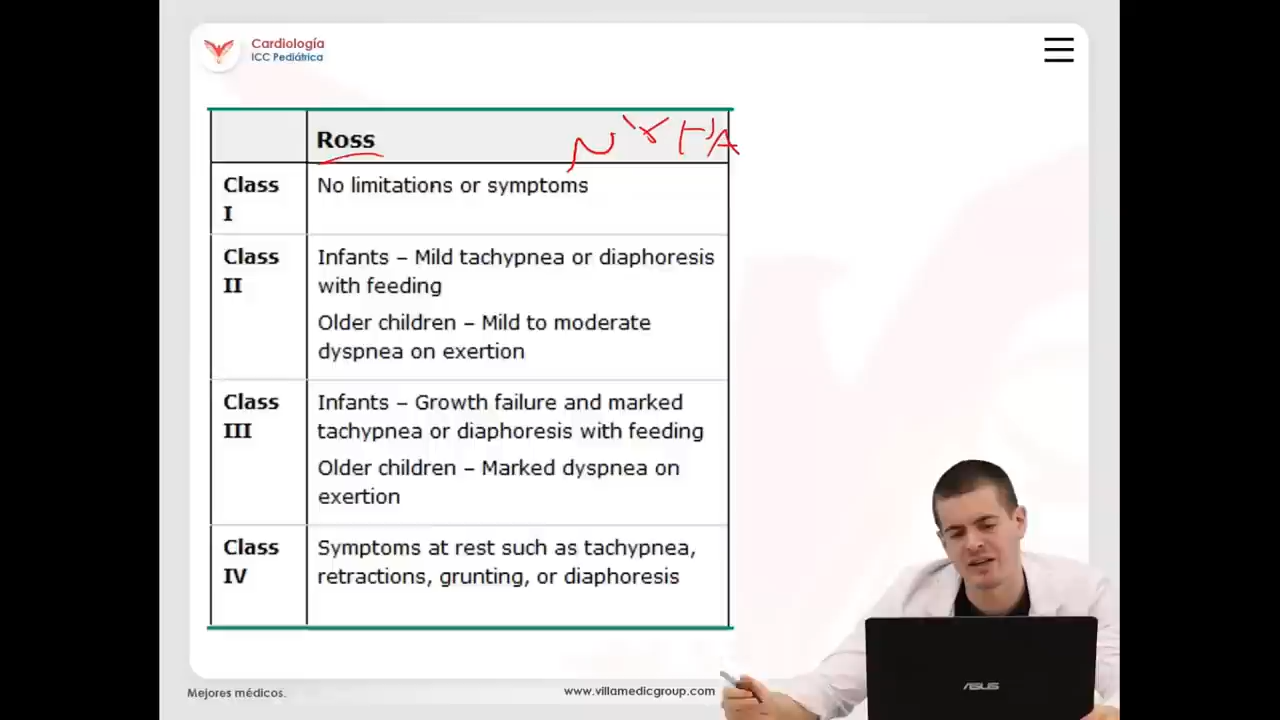 Cardiología
ICC Pediátrica
Ross
NYHA
Class
I
No limitations or symptoms
Class
II
Infants – Mild tachypnea or diaphoresis
with feeding
Older children – Mild to moderate
dyspnea on exertion
Class
III
Infants – Growth failure and marked
tachypnea or diaphoresis with feeding
Older children – Marked dyspnea on
exertion
Class
IV
Symptoms at rest such as tachypnea,
retractions, grunting, or diaphoresis
Mejores médicos.
www.villamedicgroup.com
ASUS